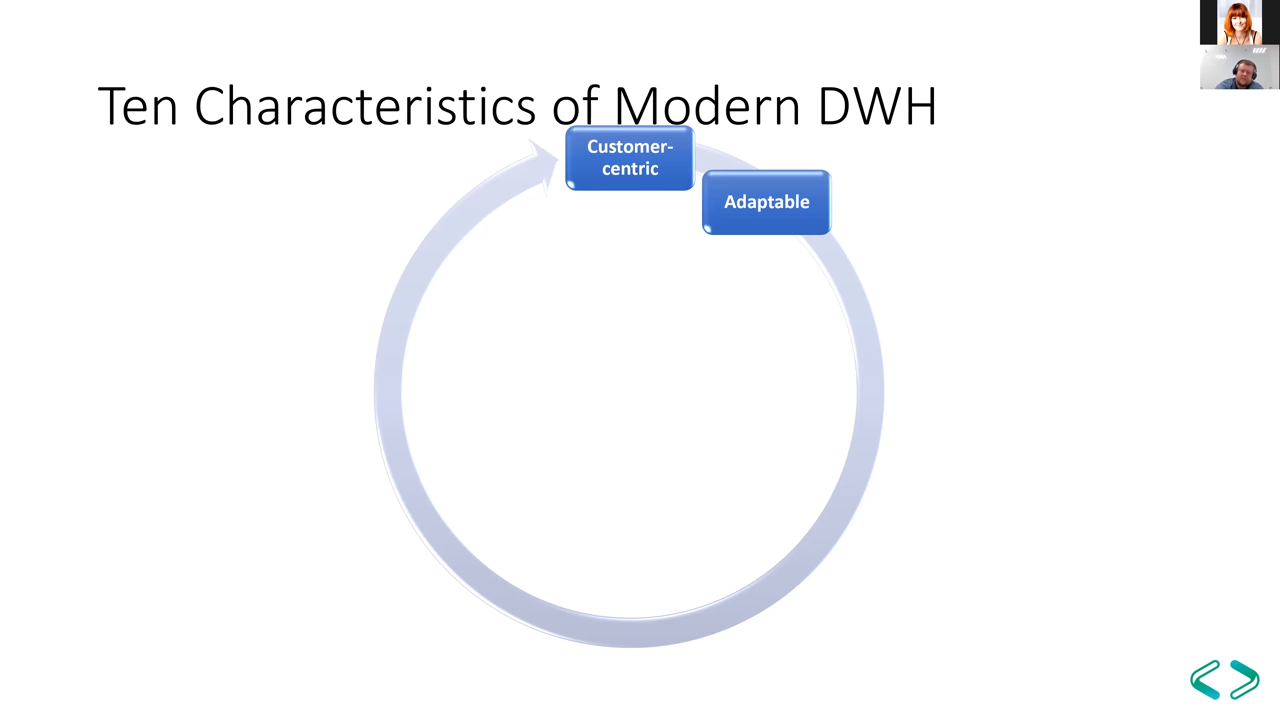 Ten Characteristics of Modern DWH
Customer-
centric
Adaptable